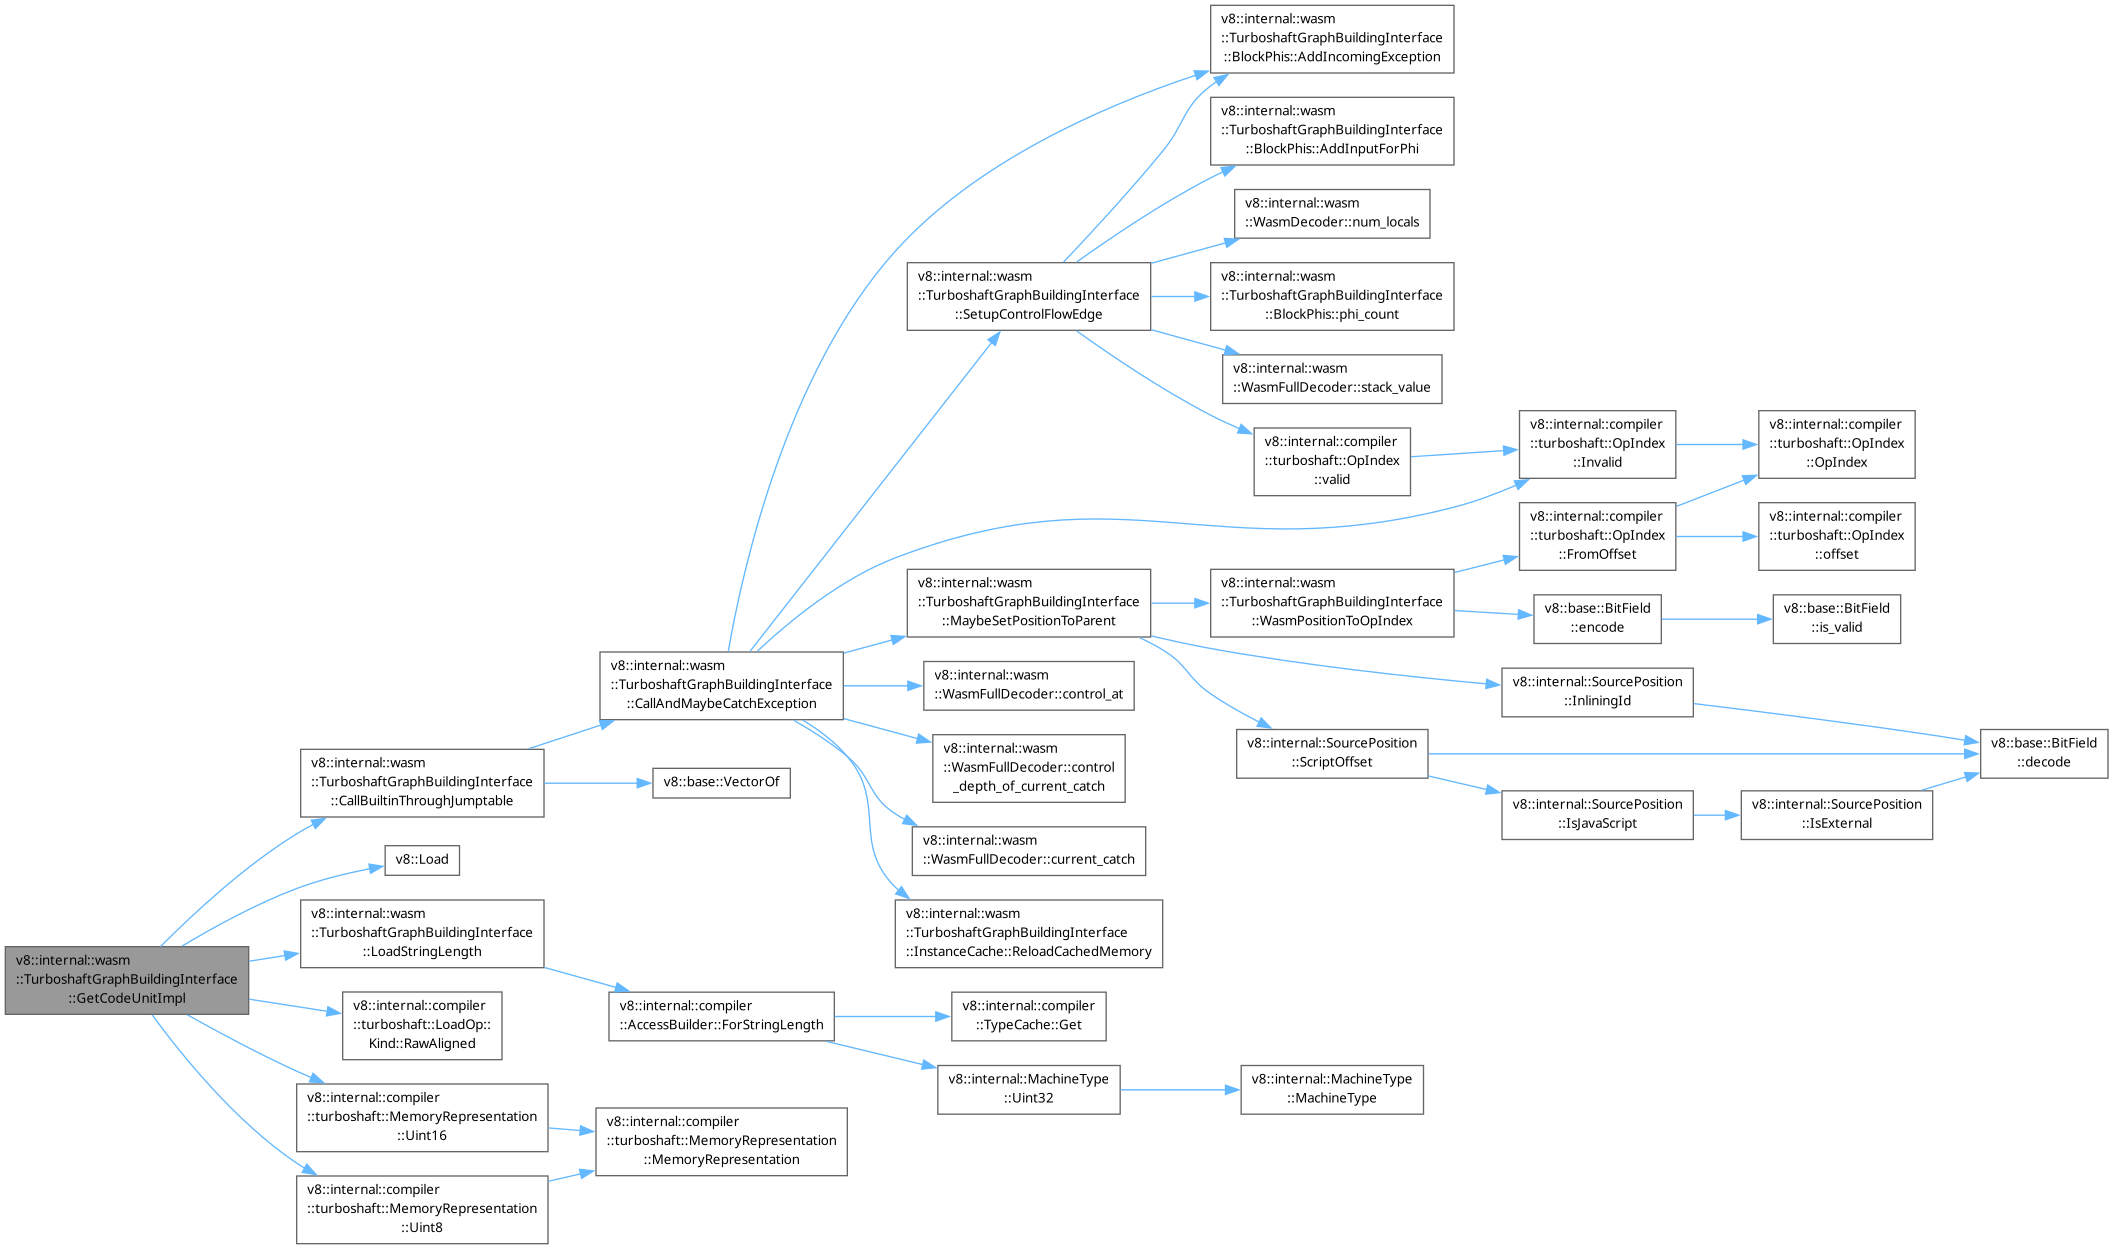 v8::internal::wasm
::TurboshaftGraphBuildingInterface
::GetCodeUnitImpl
v8::internal::wasm
::TurboshaftGraphBuildingInterface
::CallBuiltinThroughJumptable
v8::Load
v8::internal::wasm
::TurboshaftGraphBuildingInterface
::LoadStringLength
v8::internal::compiler
::turboshaft::LoadOp::
Kind::RawAligned
v8::internal::compiler
::turboshaft::MemoryRepresentation
::Uint16
v8::internal::compiler
::turboshaft::MemoryRepresentation
::Uint8
v8::internal::wasm
::TurboshaftGraphBuildingInterface
::CallAndMaybeCatchException
v8::base::VectorOf
v8::internal::compiler
::AccessBuilder::ForStringLength
v8::internal::compiler
::turboshaft::MemoryRepresentation
::MemoryRepresentation
v8::internal::wasm
::TurboshaftGraphBuildingInterface
::SetupControlFlowEdge
v8::internal::wasm
::TurboshaftGraphBuildingInterface
::MaybeSetPositionToParent
v8::internal::wasm
::WasmFullDecoder::control_at
v8::internal::wasm
::WasmFullDecoder::control
_depth_of_current_catch
v8::internal::wasm
::WasmFullDecoder::current_catch
v8::internal::wasm
::TurboshaftGraphBuildingInterface
::InstanceCache::ReloadCachedMemory
v8::internal::compiler
::TypeCache::Get
v8::internal::MachineType
::Uint32
v8::internal::wasm
::TurboshaftGraphBuildingInterface
::BlockPhis::AddIncomingException
v8::internal::wasm
::TurboshaftGraphBuildingInterface
::BlockPhis::AddInputForPhi
v8::internal::wasm
::WasmDecoder::num_locals
v8::internal::wasm
::TurboshaftGraphBuildingInterface
::BlockPhis::phi_count
v8::internal::wasm
::WasmFullDecoder::stack_value
v8::internal::compiler
::turboshaft::OpIndex
::valid
v8::internal::wasm
::TurboshaftGraphBuildingInterface
::WasmPositionToOpIndex
v8::internal::SourcePosition
::ScriptOffset
v8::internal::MachineType
::MachineType
v8::internal::compiler
::turboshaft::OpIndex
::Invalid
v8::internal::compiler
::turboshaft::OpIndex
::FromOffset
v8::base::BitField
::encode
v8::internal::SourcePosition
::InliningId
v8::internal::SourcePosition
::IsJavaScript
v8::internal::compiler
::turboshaft::OpIndex
::OpIndex
v8::internal::compiler
::turboshaft::OpIndex
::offset
v8::base::BitField
::is_valid
v8::internal::SourcePosition
::IsExternal
v8::base::BitField
::decode